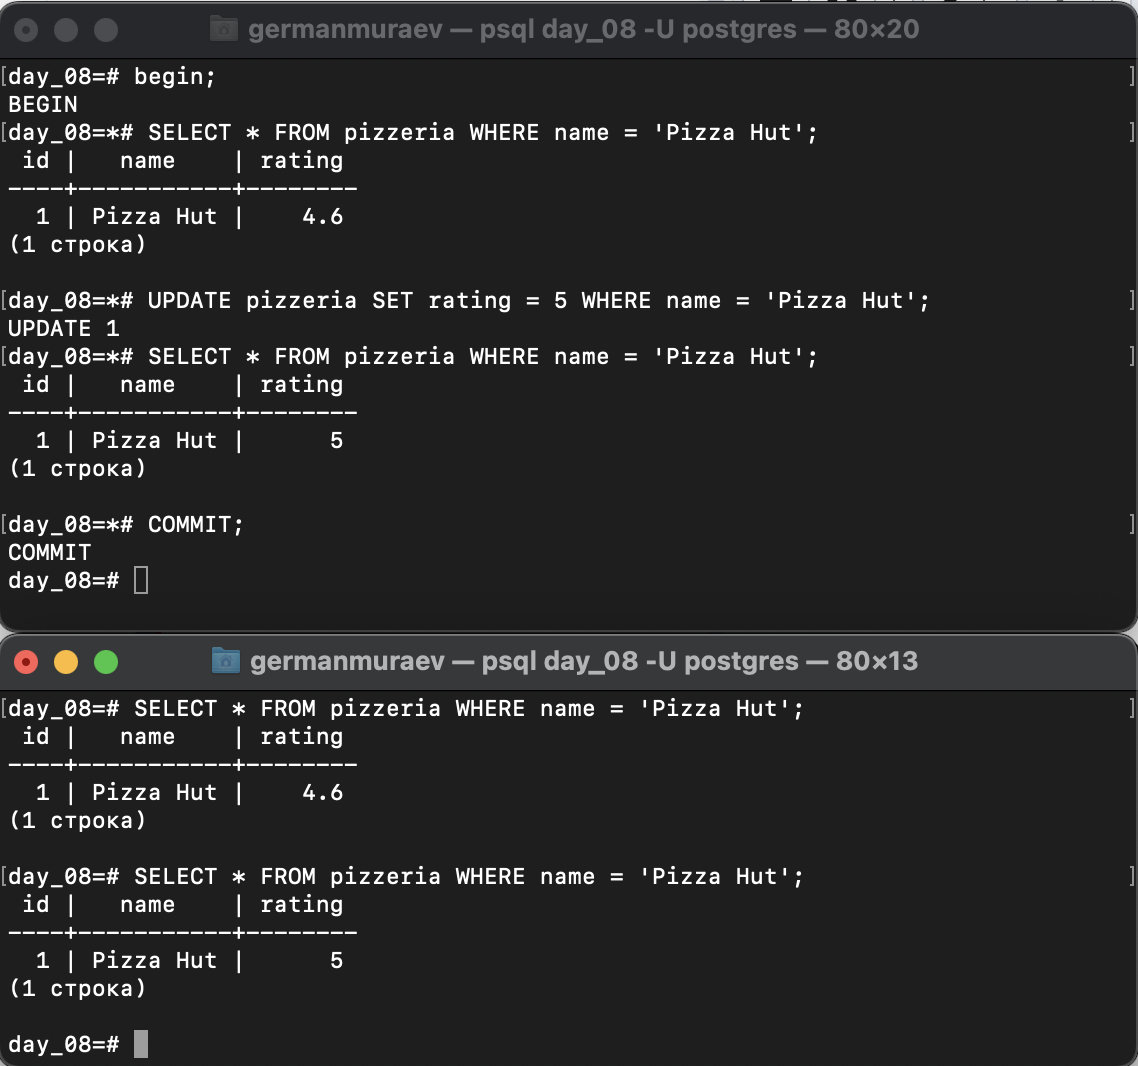 germanmuraev — psql day_08 -U postgres — 80×20
[day_08=# begin; ]
BEGIN
[day_08=*# SELECT * FROM pizzeria WHERE name = 'Pizza Hut'; ]
 id |   name    | rating
----+-----------+--------
  1 | Pizza Hut |    4.6
(1 строка)

[day_08=*# UPDATE pizzeria SET rating = 5 WHERE name = 'Pizza Hut'; ]
UPDATE 1
[day_08=*# SELECT * FROM pizzeria WHERE name = 'Pizza Hut'; ]
 id |   name    | rating
----+-----------+--------
  1 | Pizza Hut |      5
(1 строка)

[day_08=*# COMMIT; ]
COMMIT
day_08=#
germanmuraev — psql day_08 -U postgres — 80×13
[day_08=# SELECT * FROM pizzeria WHERE name = 'Pizza Hut'; ]
 id |   name    | rating
----+-----------+--------
  1 | Pizza Hut |    4.6
(1 строка)

[day_08=# SELECT * FROM pizzeria WHERE name = 'Pizza Hut'; ]
 id |   name    | rating
----+-----------+--------
  1 | Pizza Hut |      5
(1 строка)

day_08=#